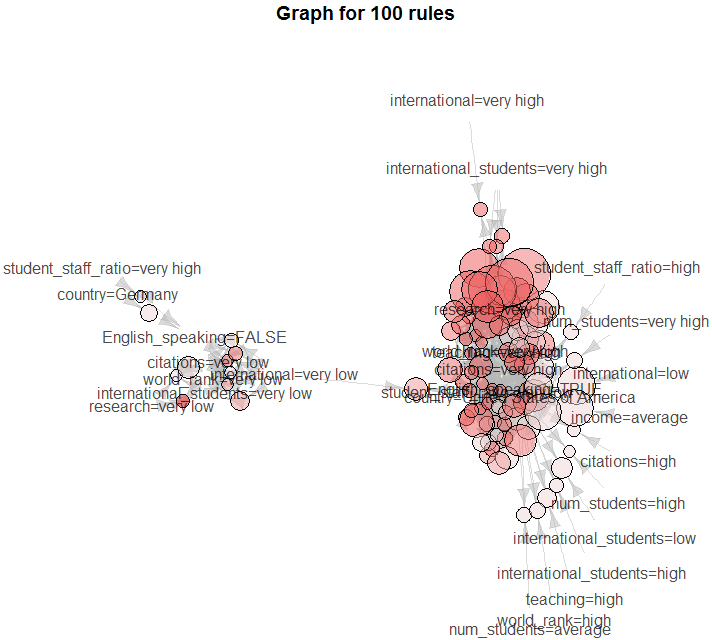 Graph for 100 rules
international=very high
international_students=very high
student_staff_ratio=very high
student_staff_ratio=high
country=Germany
research=very high
num_students=very high
English_speaking=FALSE
citations=very low
citations=very high
international=very low
international=low
world_rank=very low
international_students=very low
research=very low
income=average
citations=high
num_students=high
international_students=low
international_students=high
teaching=high
world_rank=high
num_students=average